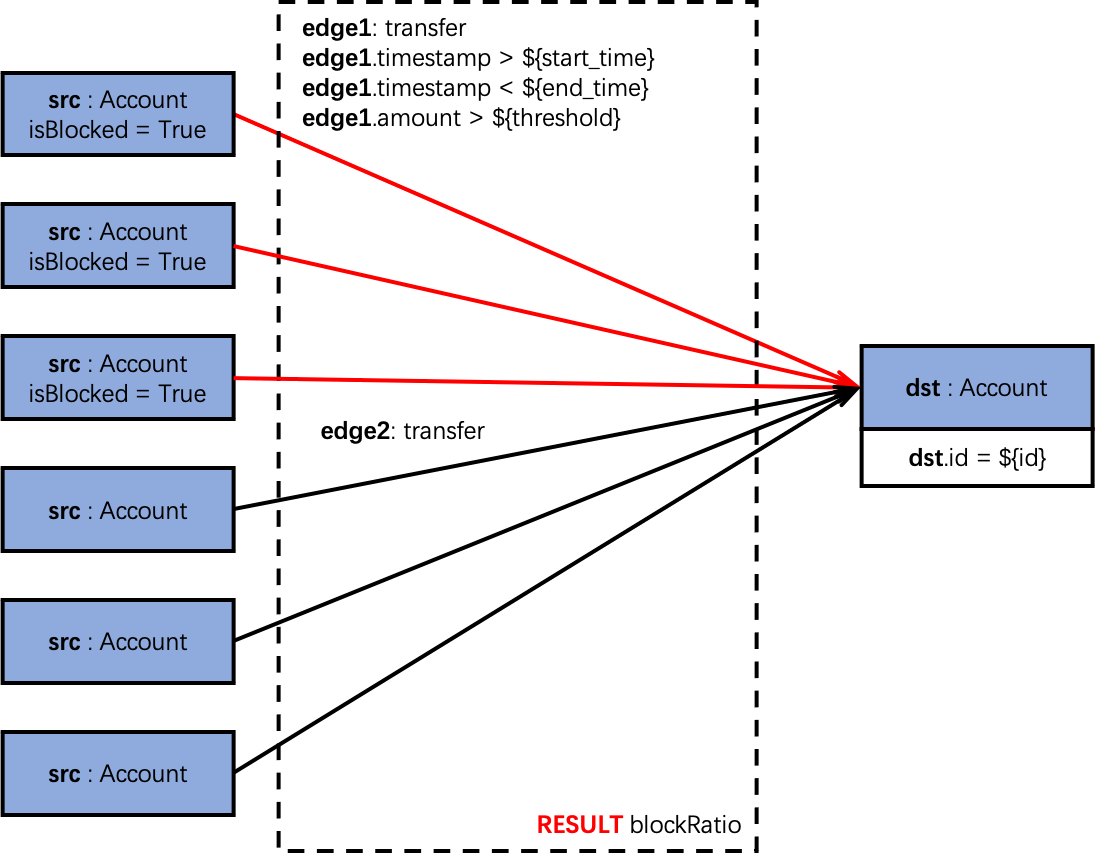 edge1: transfer
edge1.timestamp > ${start_time}
edge1.timestamp < ${end_time}
edge1.amount > ${threshold}
src : Account
isBlocked = True
src : Account
isBlocked = True
src : Account
isBlocked = True
edge2: transfer
src : Account
src : Account
src : Account
dst : Account
dst.id = ${id}
RESULT blockRatio